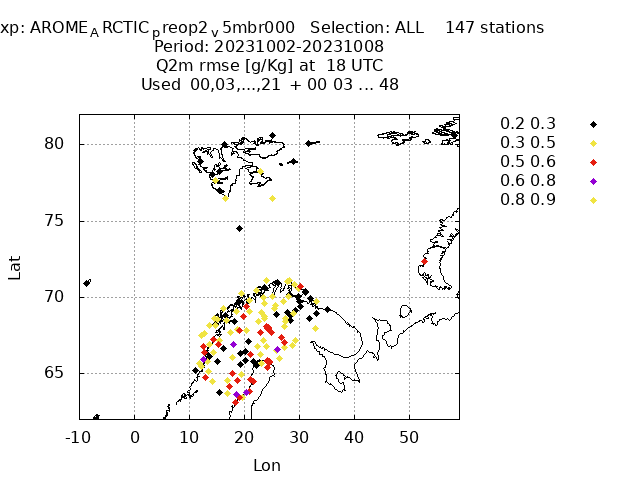 xp: AROME_ARCTIC_preop2_v5mbr000 Selection: ALL 147 stations
Period: 20231002-20231008
Q2m rmse [g/Kg] at 18 UTC
Used 00,03,...,21 + 00 03 ... 48
80
75
70
65
-10 0 10 20 30 40 50
Lat
Lon
0.2 0.3
0.3 0.5
0.5 0.6
0.6 0.8
0.8 0.9